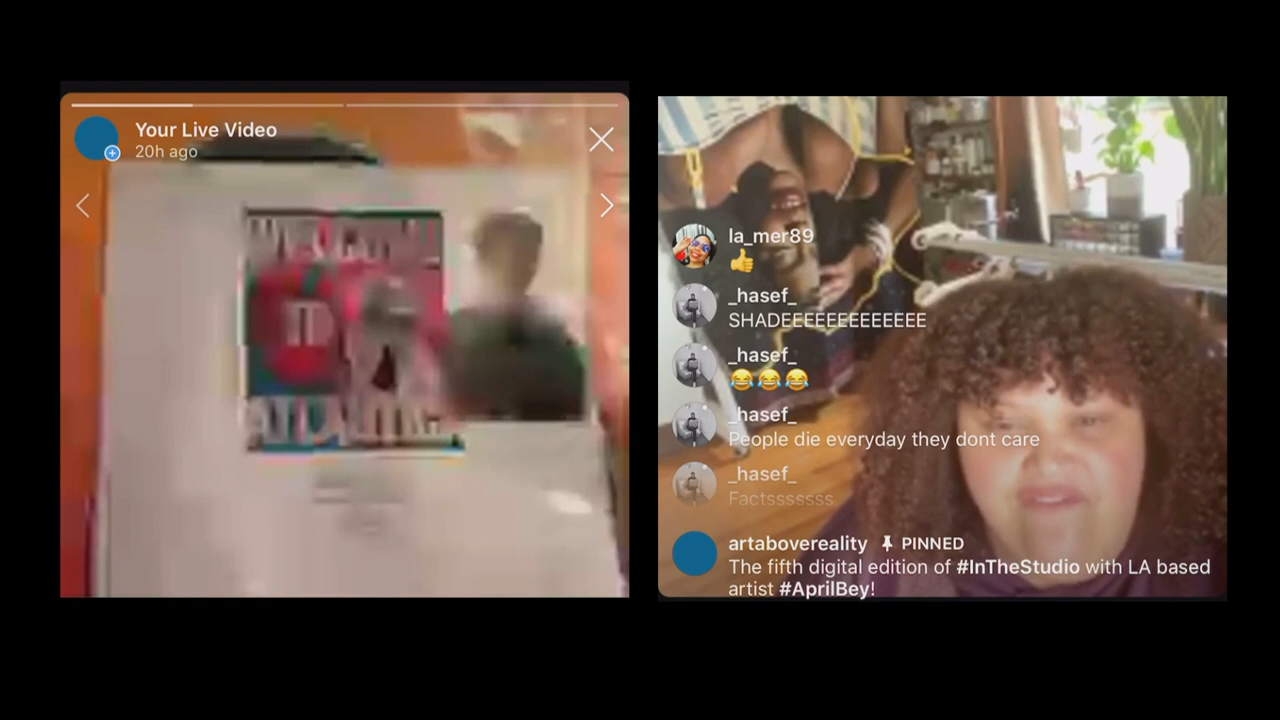 Your Live Video
20h ago
la_mer89
👍
_hasef_
SHADEEEEEEEEEEEEE
_hasef_
😂😂😂
_hasef_
People die everyday they dont care
_hasef_
Factsssssss
artabovereality PINNED
The fifth digital edition of #InTheStudio with LA based
artist #AprilBey!